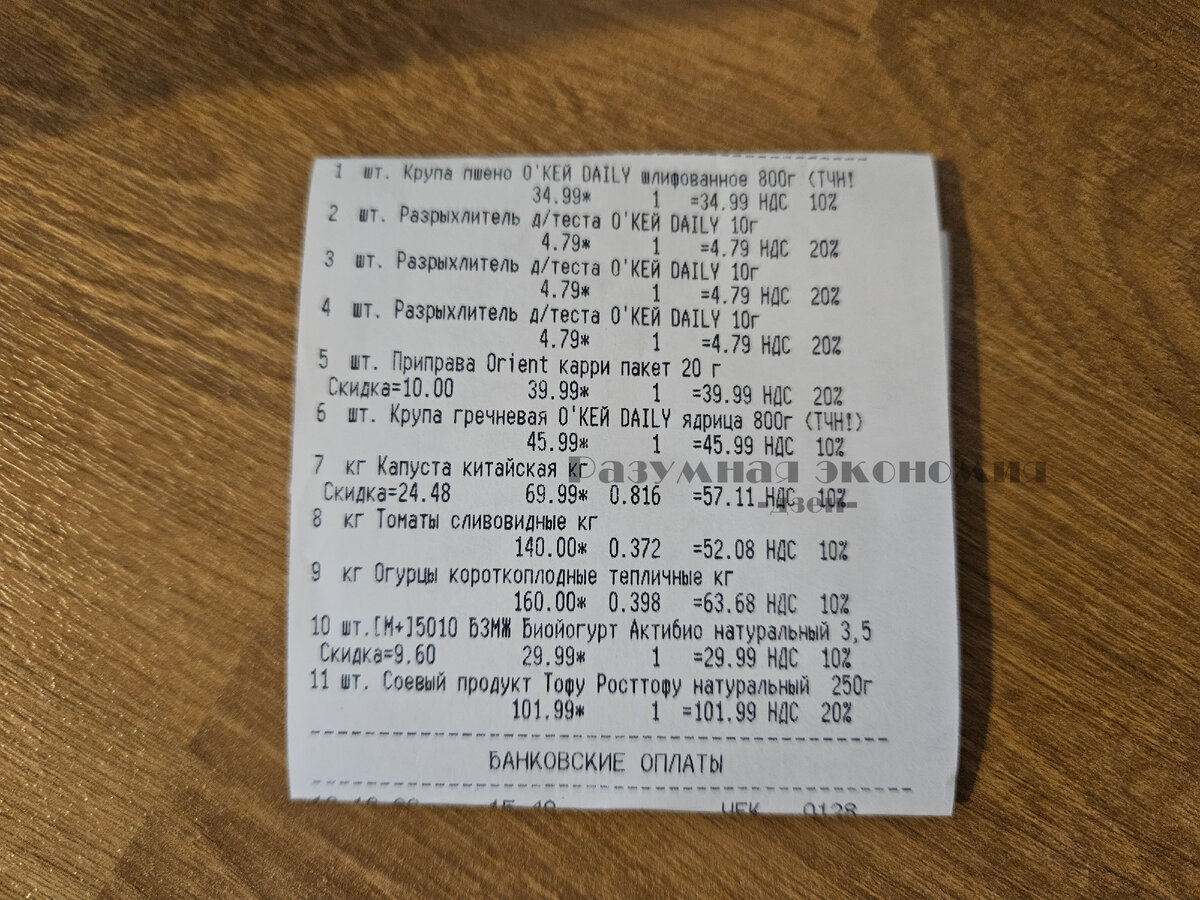 1 шт. Крупа пшено О'КЕЙ DAILY шлифованное 800г (ТЧН!
34.99* 1 =34.99 НДС 10%
2 шт. Разрыхлитель д/теста О'КЕЙ DAILY 10г
4.79* 1 =4.79 НДС 20%
3 шт. Разрыхлитель д/теста О'КЕЙ DAILY 10г
4.79* 1 =4.79 НДС 20%
4 шт. Разрыхлитель д/теста О'КЕЙ DAILY 10г
4.79* 1 =4.79 НДС 20%
5 шт. Приправа Orient карри пакет 20 г
Скидка=10.00 39.99* 1 =39.99 НДС 20%
6 шт. Крупа гречневая О'КЕЙ DAILY ядрица 800г (ТЧН!)
45.99* 1 =45.99 НДС 10%
7 кг Капуста китайская кг
Разумная экономия
Скидка=24.48 69.99* 0.816 =57.11 НДС 10%
-дзен-
8 кг Томаты сливовидные кг
140.00* 0.372 =52.08 НДС 10%
9 кг Огурцы короткоплодные тепличные кг
160.00* 0.398 =63.68 НДС 10%
10 шт.[М+]5010 БЗМЖ Биойогурт Актибио натуральный 3,5
Скидка=9.60 29.99* 1 =29.99 НДС 10%
11 шт. Соевый продукт Тофу Росттофу натуральный 250г
101.99* 1 =101.99 НДС 20%
БАНКОВСКИЕ ОПЛАТЫ
ЧЕК